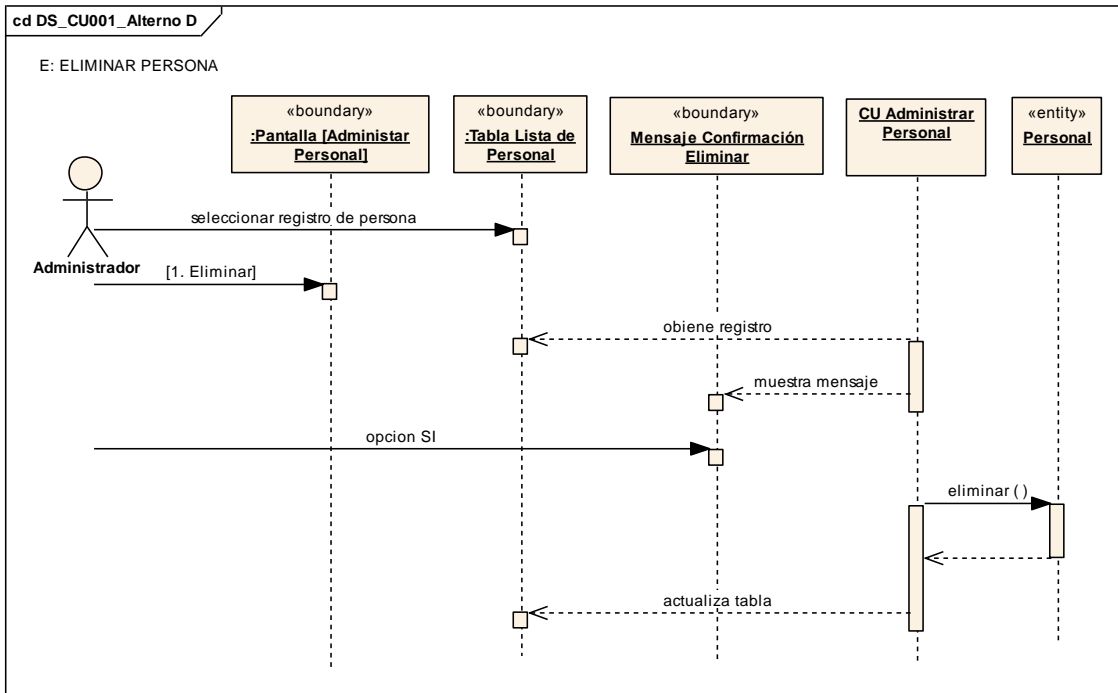 cd DS_CU001_Alterno D
E: ELIMINAR PERSONA
«boundary»
:Pantalla [Administar
Personal]
«boundary»
:Tabla Lista de
Personal
«boundary»
Mensaje Confirmación
Eliminar
CU Administrar
Personal
«entity»
Personal
Administrador
seleccionar registro de persona
[1. Eliminar]
obiene registro
muestra mensaje
opcion SI
eliminar ( )
actualiza tabla